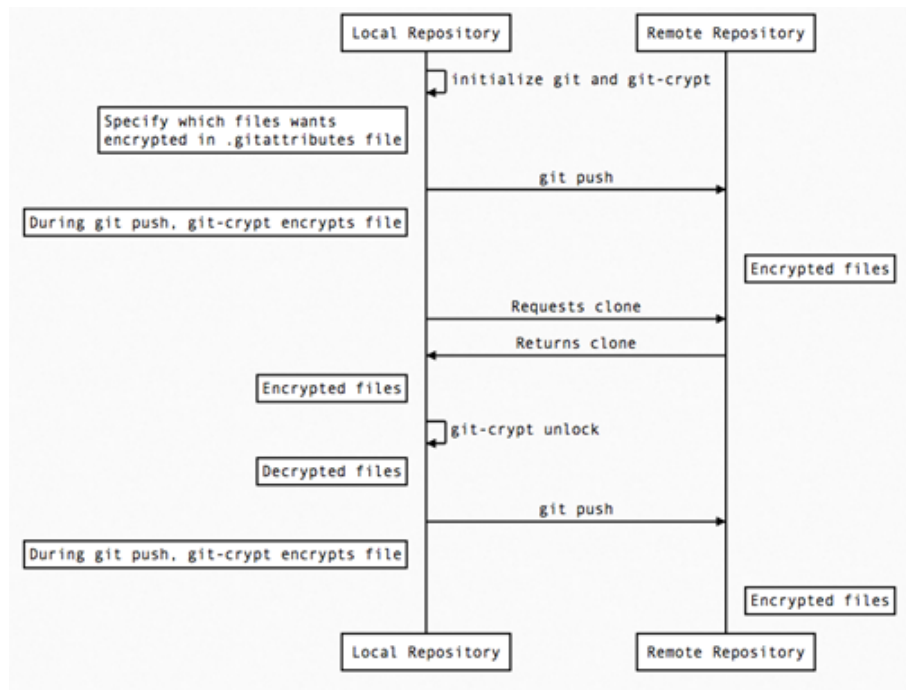 Local Repository
Remote Repository
initialize git and git-crypt
Specify which files wants
encrypted in .gitattributes file
git push
During git push, git-crypt encrypts file
Encrypted files
Requests clone
Returns clone
Encrypted files
git-crypt unlock
Decrypted files
git push
During git push, git-crypt encrypts file
Encrypted files
Local Repository
Remote Repository